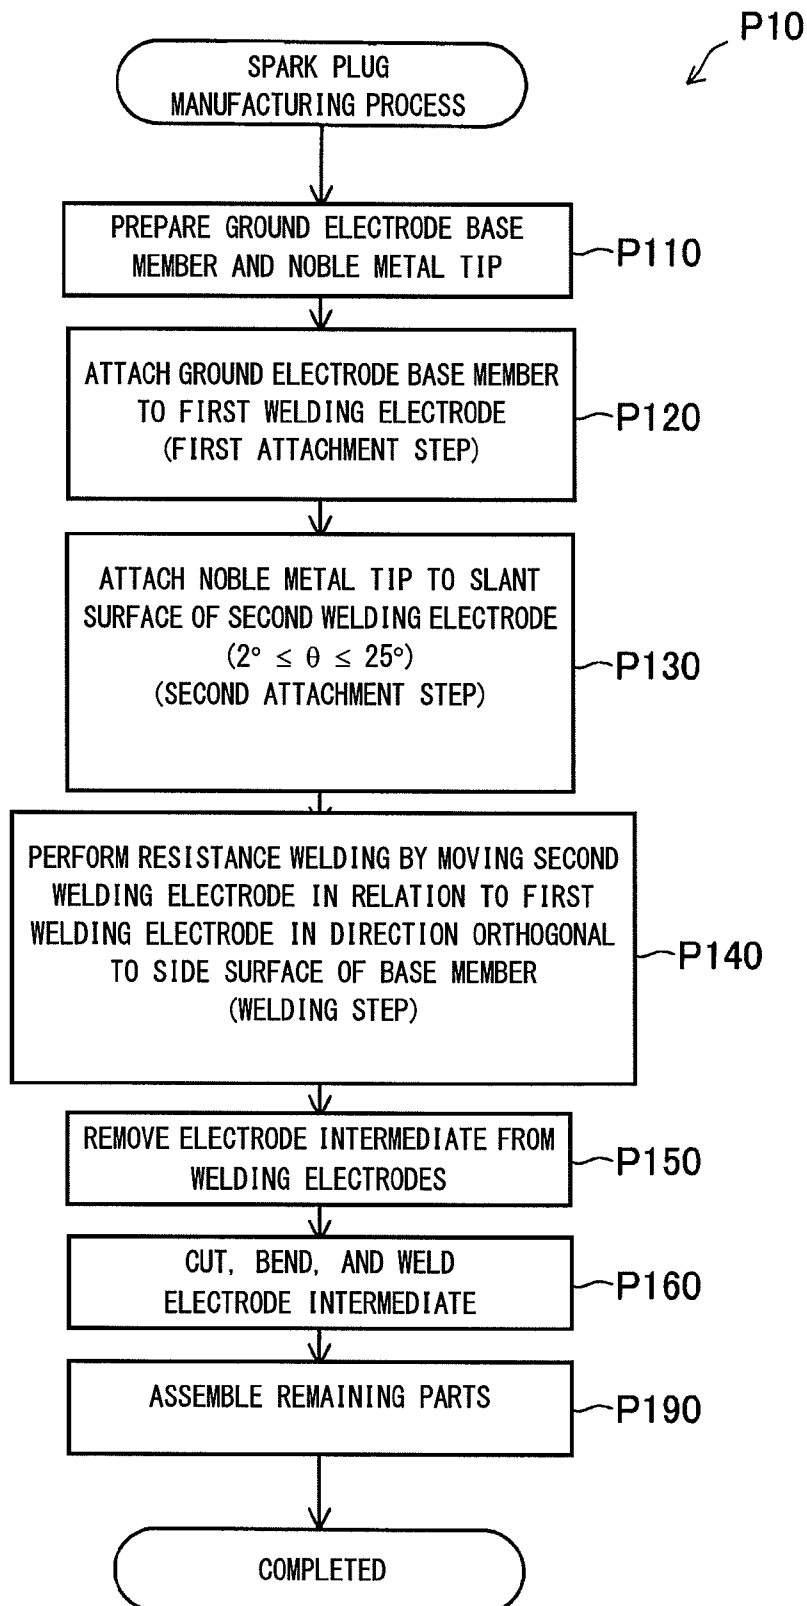 P10
SPARK PLUG
MANUFACTURING PROCESS
PREPARE GROUND ELECTRODE BASE
MEMBER AND NOBLE METAL TIP
P110
ATTACH GROUND ELECTRODE BASE MEMBER
TO FIRST WELDING ELECTRODE
(FIRST ATTACHMENT STEP)
P120
ATTACH NOBLE METAL TIP TO SLANT
SURFACE OF SECOND WELDING ELECTRODE
(2° ≤ θ ≤ 25°)
(SECOND ATTACHMENT STEP)
P130
PERFORM RESISTANCE WELDING BY MOVING SECOND
WELDING ELECTRODE IN RELATION TO FIRST
WELDING ELECTRODE IN DIRECTION ORTHOGONAL
TO SIDE SURFACE OF BASE MEMBER
(WELDING STEP)
P140
REMOVE ELECTRODE INTERMEDIATE FROM
WELDING ELECTRODES
P150
CUT, BEND, AND WELD
ELECTRODE INTERMEDIATE
P160
ASSEMBLE REMAINING PARTS
P190
COMPLETED